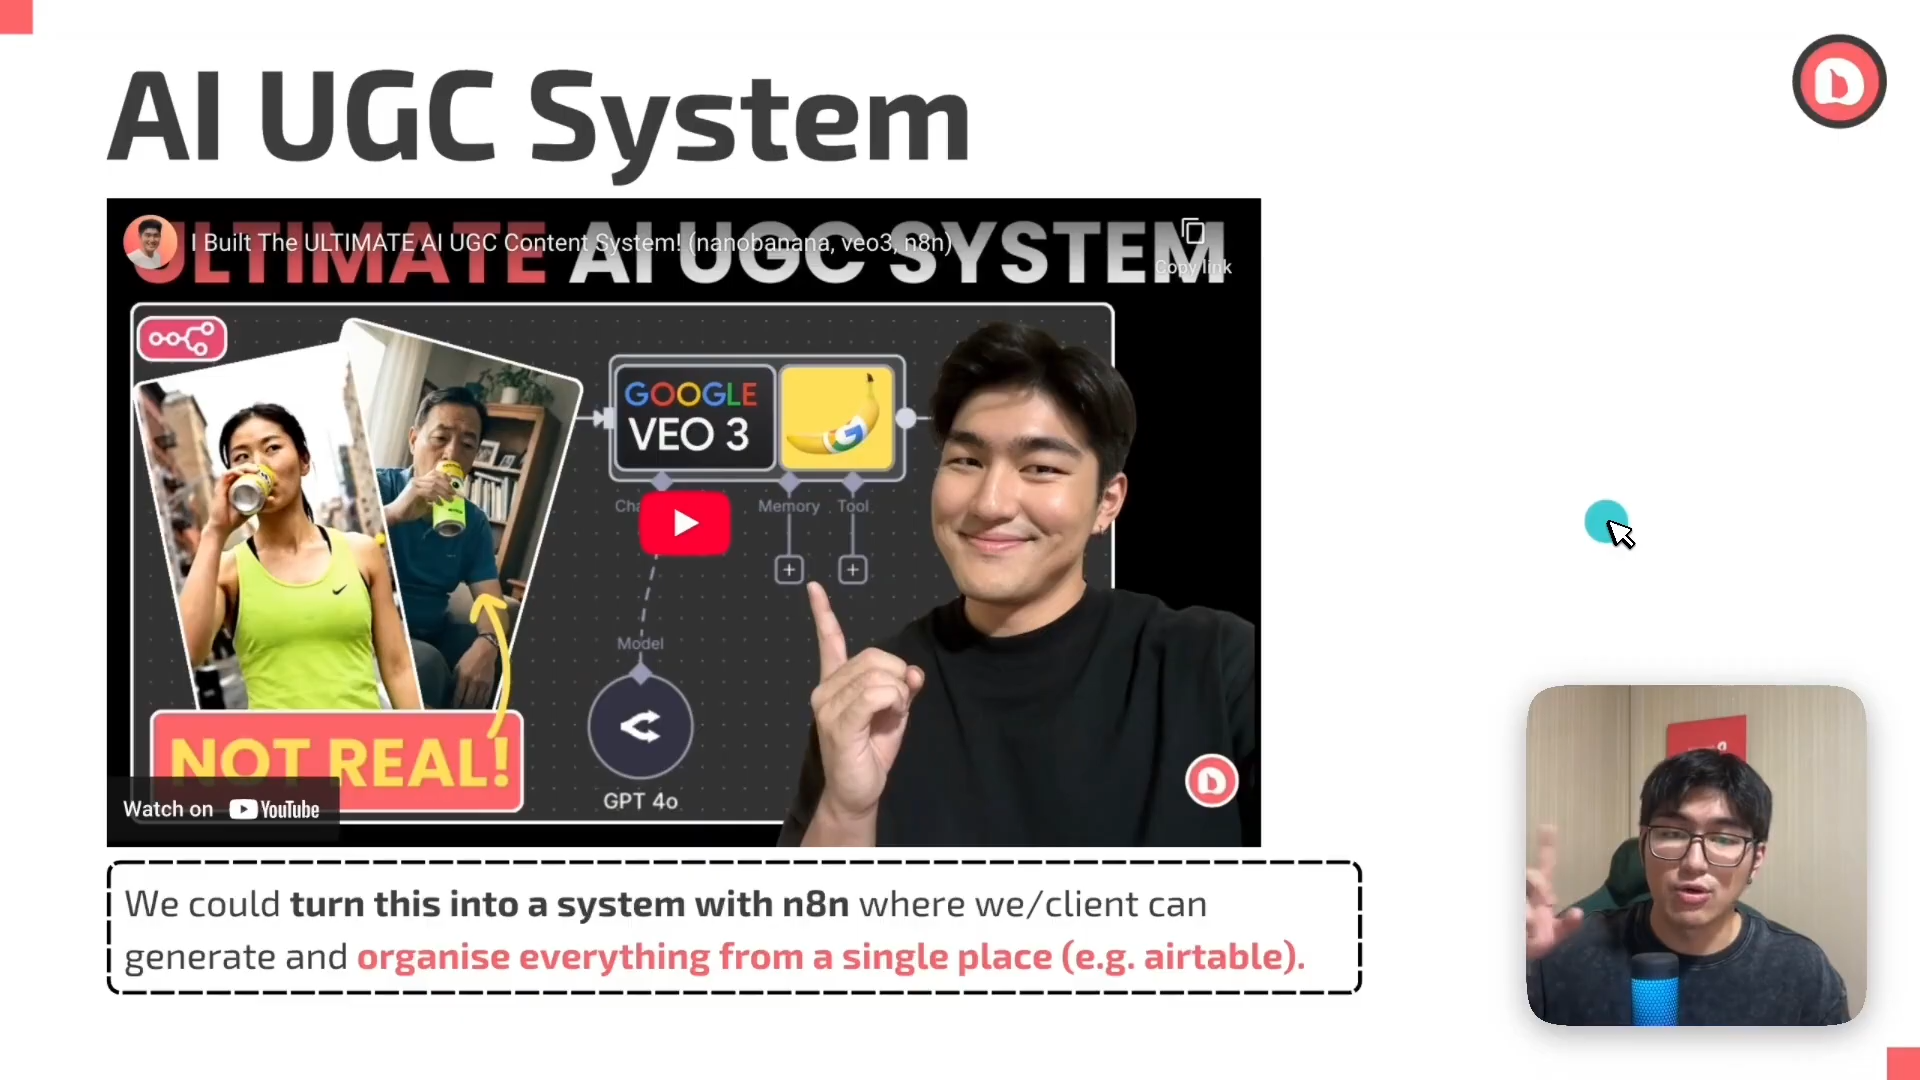 AI UGC System
ULTIMATE AI UGC SYSTEM
I Built The ULTIMATE AI UGC Content System! (nanobanana, veo3, n8n)
Copy link
GOOGLE
VEO 3
Memory
Tool
Model
GPT 4o
NOT REAL!
Watch on YouTube
We could turn this into a system with n8n where we/client can
generate and organise everything from a single place (e.g. airtable).